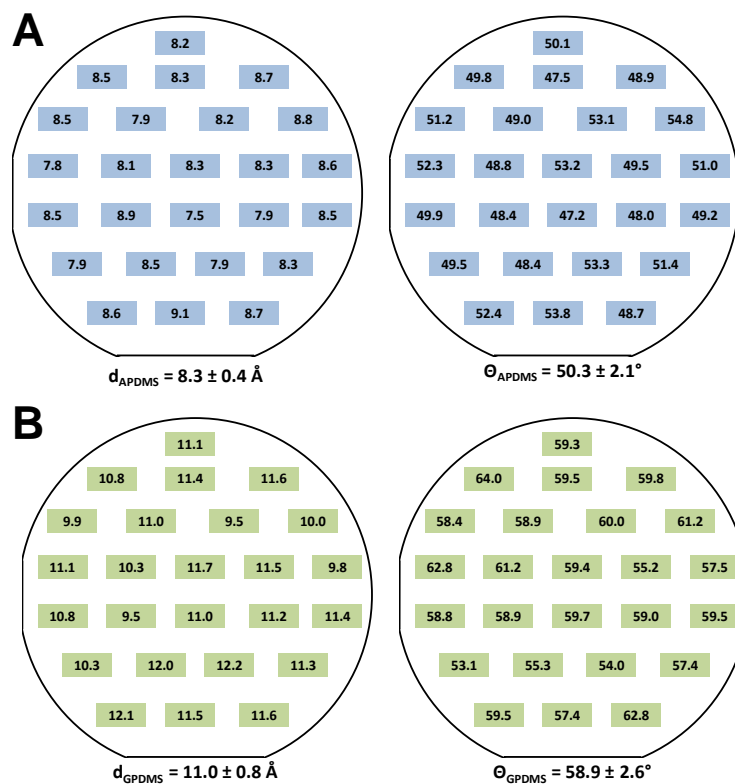 A
8.2
8.5 8.3 8.7
8.5 7.9 8.2 8.8
7.8 8.1 8.3 8.3 8.6
8.5 8.9 7.5 7.9 8.5
7.9 8.5 7.9 8.3
8.6 9.1 8.7
d_APDMS = 8.3 ± 0.4 Å
50.1
49.8 47.5 48.9
51.2 49.0 53.1 54.8
52.3 48.8 53.2 49.5 51.0
49.9 48.4 47.2 48.0 49.2
49.5 48.4 53.3 51.4
52.4 53.8 48.7
Θ_APDMS = 50.3 ± 2.1°
B
11.1
10.8 11.4 11.6
9.9 11.0 9.5 10.0
11.1 10.3 11.7 11.5 9.8
10.8 9.5 11.0 11.2 11.4
10.3 12.0 12.2 11.3
12.1 11.5 11.6
d_GPDMS = 11.0 ± 0.8 Å
59.3
64.0 59.5 59.8
58.4 58.9 60.0 61.2
62.8 61.2 59.4 55.2 57.5
58.8 58.9 59.7 59.0 59.5
53.1 55.3 54.0 57.4
59.5 57.4 62.8
Θ_GPDMS = 58.9 ± 2.6°